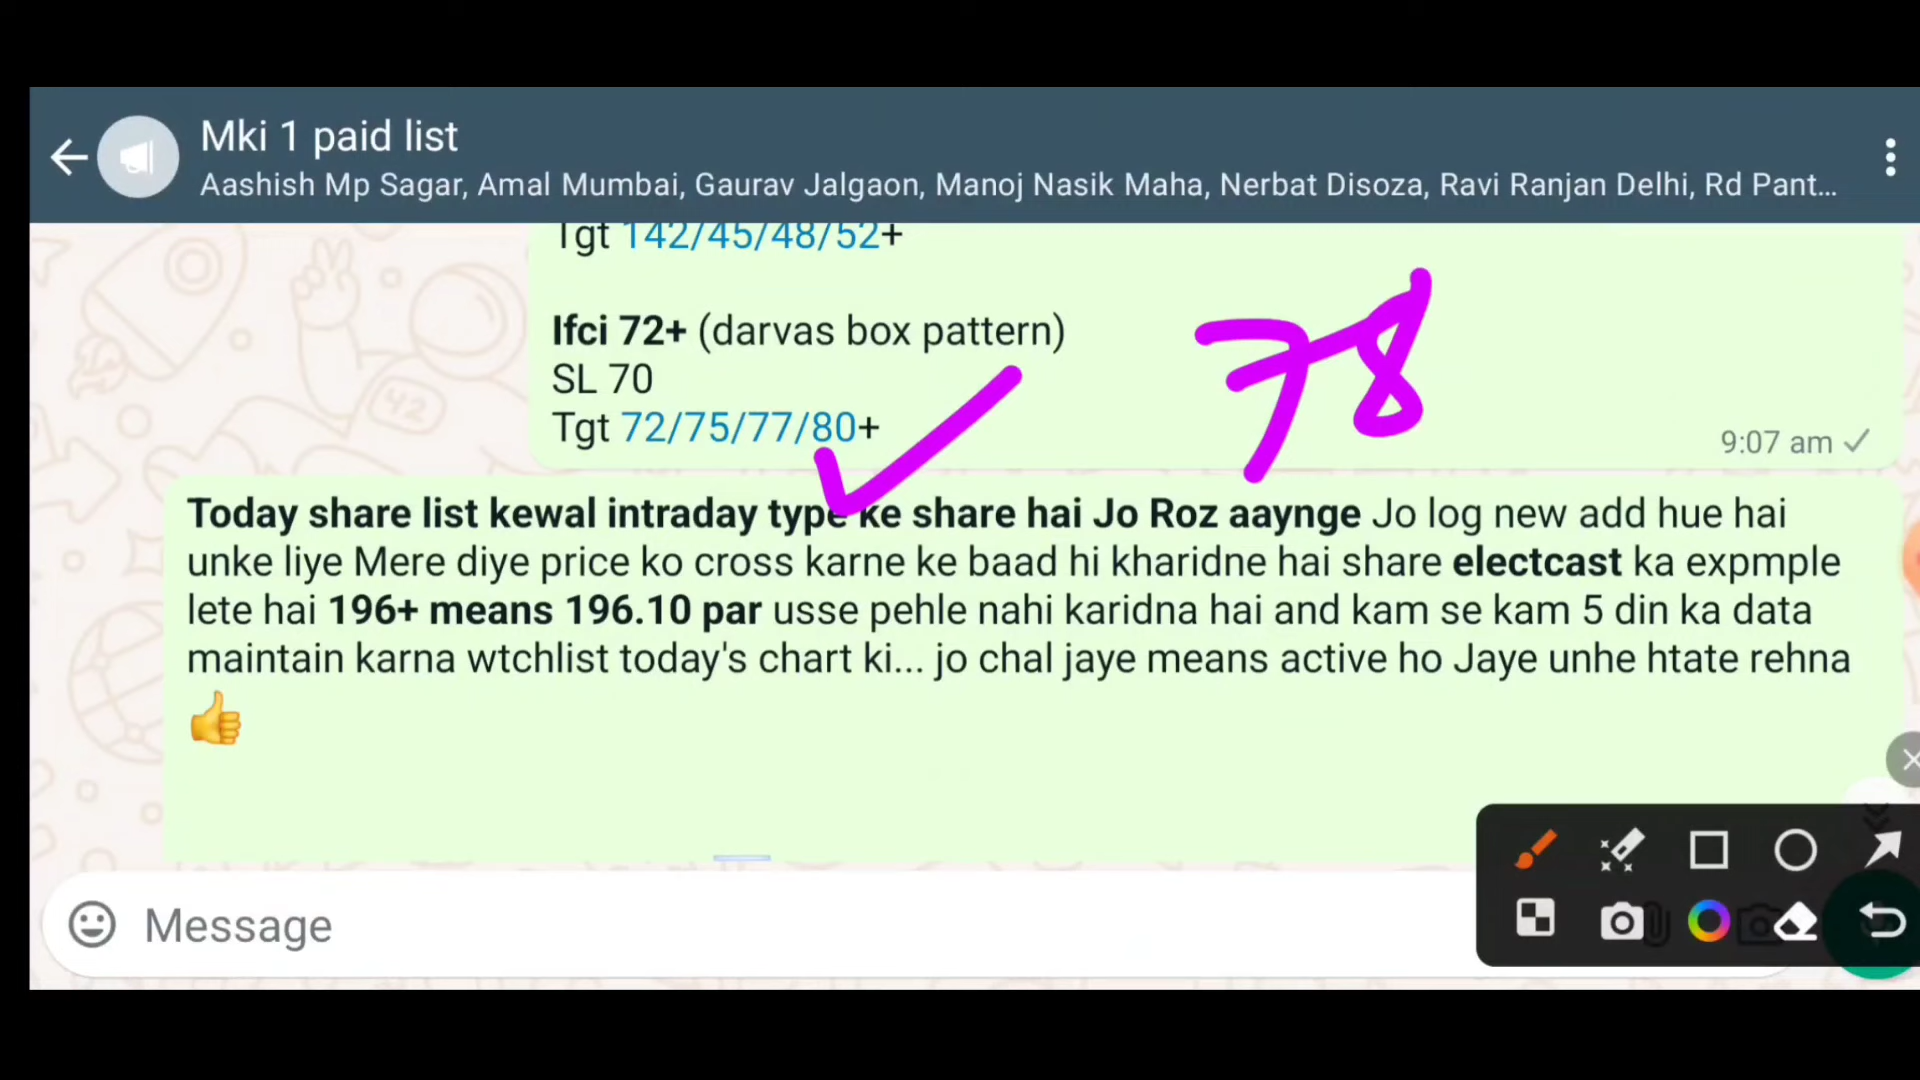 Mki 1 paid list
Aashish Mp Sagar, Amal Mumbai, Gaurav Jalgaon, Manoj Nasik Maha, Nerbat Disoza, Ravi Ranjan Delhi, Rd Pant...
Tgt 142/45/48/52+
Ifci 72+ (darvas box pattern)
SL 70
Tgt 72/75/77/80+
78
9:07 am
Today share list kewal intraday type ke share hai Jo Roz aaynge Jo log new add hue hai
unke liye Mere diye price ko cross karne ke baad hi kharidne hai share electcast ka expmple
lete hai 196+ means 196.10 par usse pehle nahi karidna hai and kam se kam 5 din ka data
maintain karna wtchlist today's chart ki... jo chal jaye means active ho Jaye unhe htate rehna
👍
Message